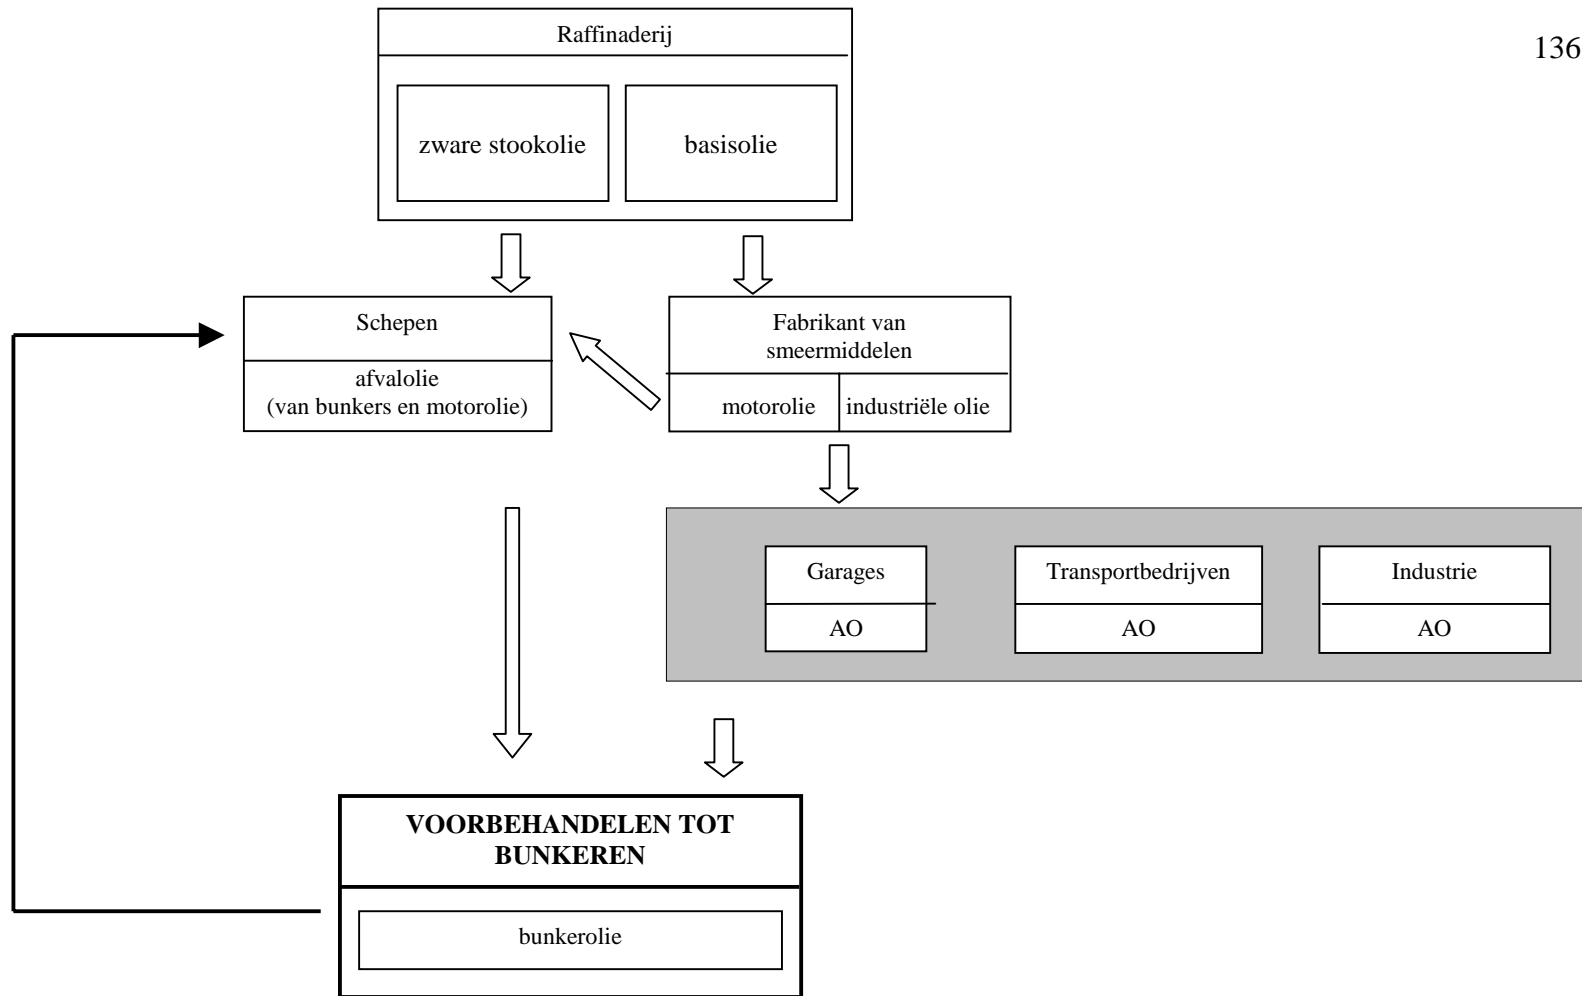 136
Raffinaderij
zware stookolie
basisolie
Schepen
afvalolie
(van bunkers en motorolie)
Fabrikant van
smeermiddelen
motorolie
industriële olie
Garages
AO
Transportbedrijven
AO
Industrie
AO
VOORBEHANDELEN TOT
BUNKEREN
bunkerolie